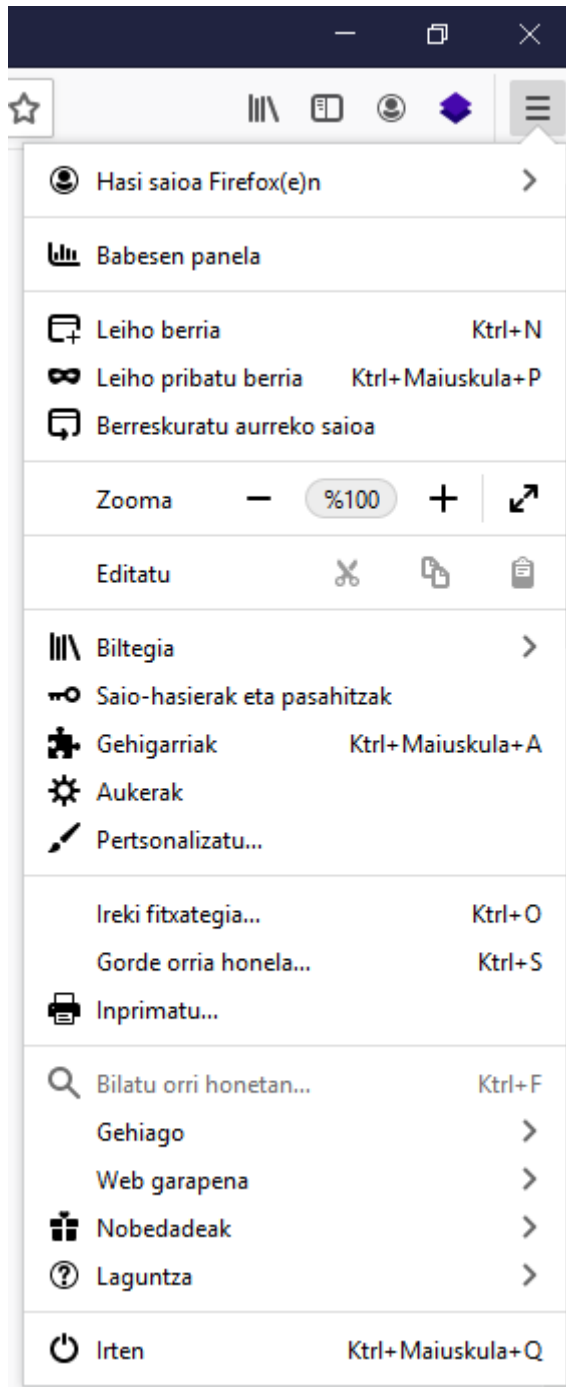 Hasi saioa Firefox(e)n
Babesen panela
Leiho berria Ktrl+N
Leiho pribatu berria Ktrl+Maiuskula+P
Berreskuratu aurreko saioa
Zooma %100
Editatu
Biltegia
Saio-hasierak eta pasahitzak
Gehigarriak Ktrl+Maiuskula+A
Aukerak
Pertsonalizatu...
Ireki fitxategia... Ktrl+O
Gorde orria honela... Ktrl+S
Inprimatu...
Bilatu orri honetan... Ktrl+F
Gehiago
Web garapena
Nobedadeak
Laguntza
Irten Ktrl+Maiuskula+Q